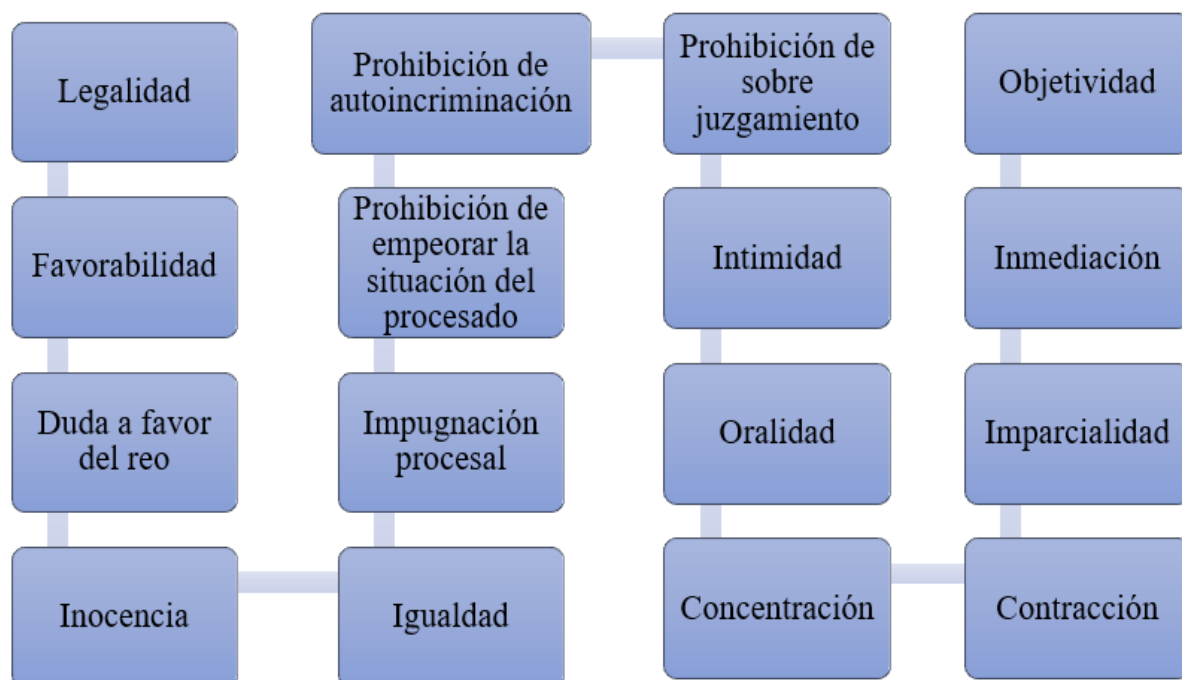 Legalidad
Favorabilidad
Duda a favor
del reo
Inocencia
Igualdad
Impugnación
procesal
Prohibición de
empeorar la
situación del
procesado
Prohibición de
autoincriminación
Prohibición de
sobre
juzgamiento
Intimidad
Oralidad
Concentración
Contracción
Imparcialidad
Inmediación
Objetividad